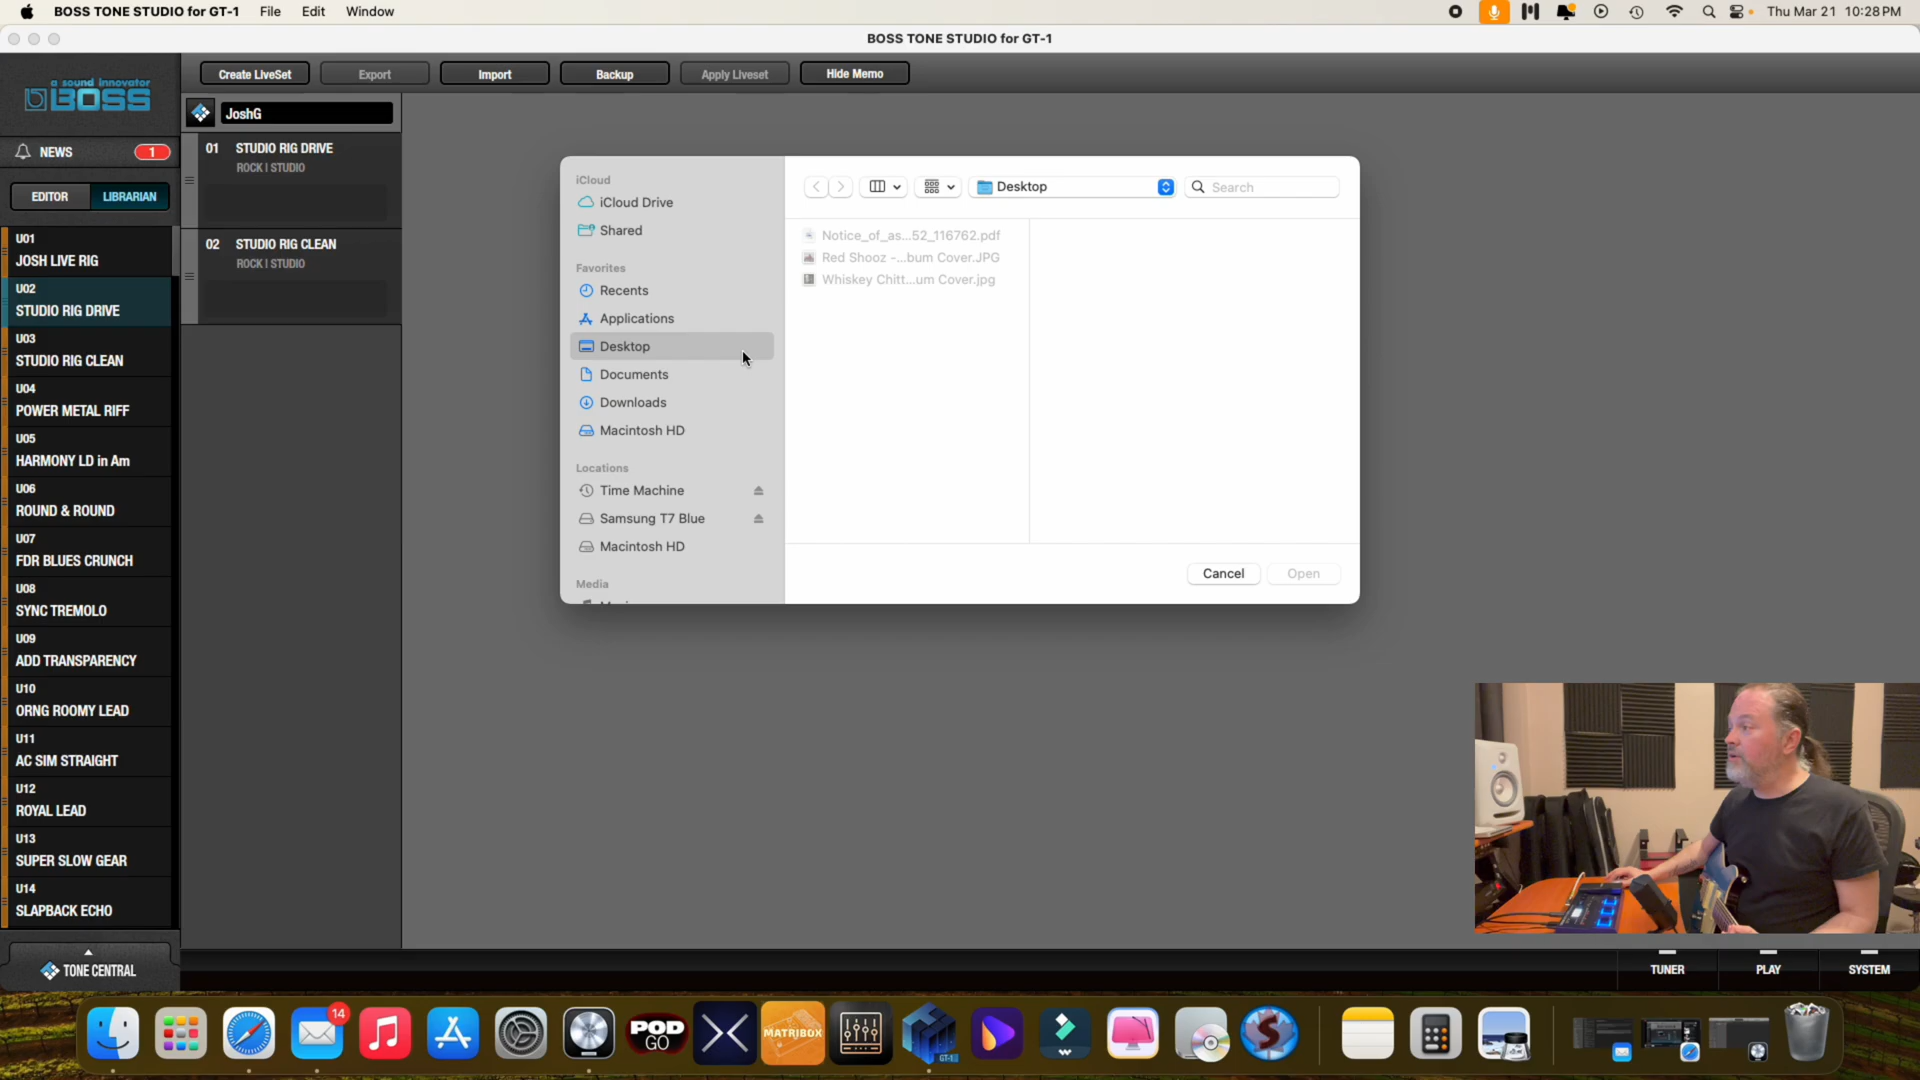 BOSS TONE STUDIO for GT-1 File Edit Window
Thu Mar 21 10:28 PM
BOSS TONE STUDIO for GT-1
Create LiveSet Export Import Backup Apply Liveset Hide Memo
a sound innovator
BOSS
NEWS 1
EDITOR LIBRARIAN
U01
JOSH LIVE RIG
U02
STUDIO RIG DRIVE
U03
STUDIO RIG CLEAN
U04
POWER METAL RIFF
U05
HARMONY LD in Am
U06
ROUND & ROUND
U07
FDR BLUES CRUNCH
U08
SYNC TREMOLO
U09
ADD TRANSPARENCY
U10
ORNG ROOMY LEAD
U11
AC SIM STRAIGHT
U12
ROYAL LEAD
U13
SUPER SLOW GEAR
U14
SLAPBACK ECHO
TONE CENTRAL
JoshG
01 STUDIO RIG DRIVE
ROCK | STUDIO
02 STUDIO RIG CLEAN
ROCK | STUDIO
iCloud
iCloud Drive
Shared
Favorites
Recents
Applications
Desktop
Documents
Downloads
Macintosh HD
Locations
Time Machine
Samsung T7 Blue
Macintosh HD
Media
Desktop
Search
Notice_of_as...52_116762.pdf
Red Shooz -...bum Cover.JPG
Whiskey Chitt...um Cover.jpg
Cancel Open
TUNER PLAY SYSTEM
14
POD
GO
MATRIBOX
GT-1